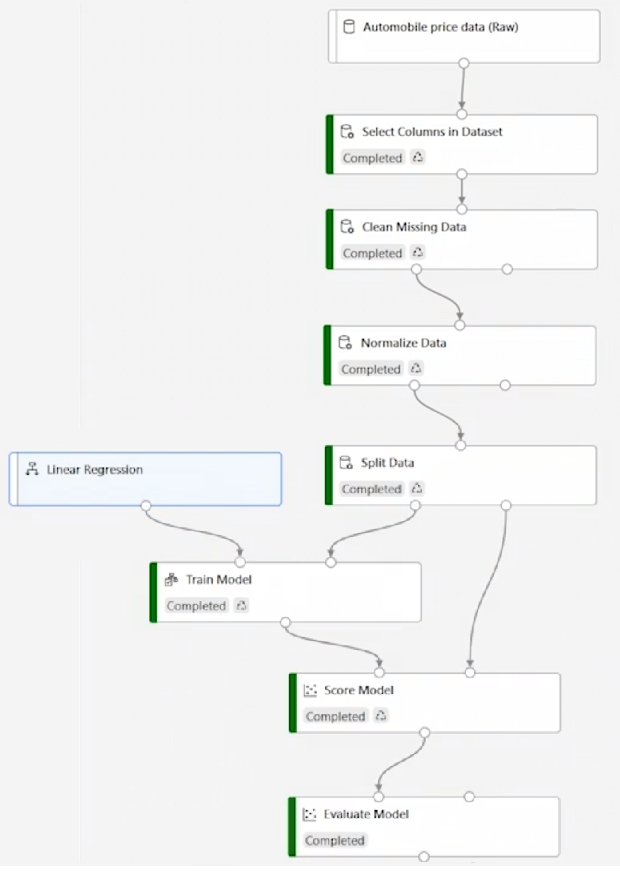 Automobile price data (Raw)
Select Columns in Dataset
Completed
Clean Missing Data
Completed
Normalize Data
Completed
Linear Regression
Split Data
Completed
Train Model
Completed
Score Model
Completed
Evaluate Model
Completed